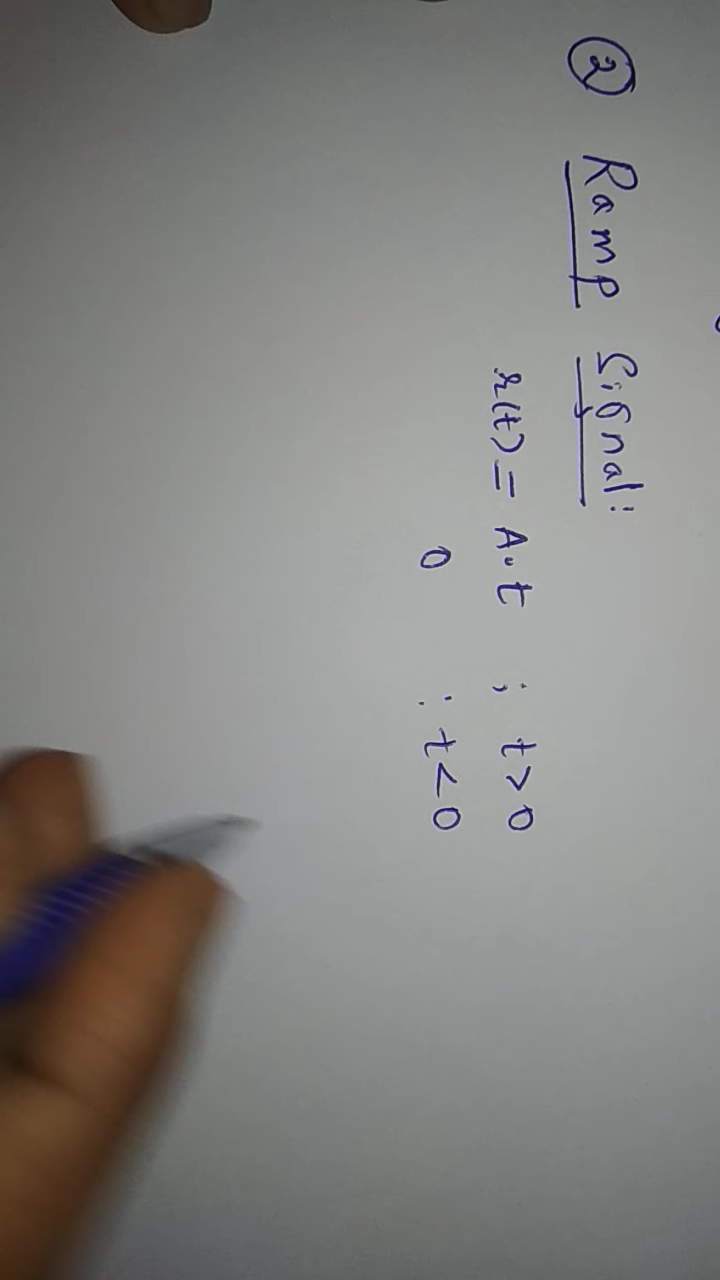 ② Ramp Signal:
r(t) = A.t ; t>0
0 : t<0